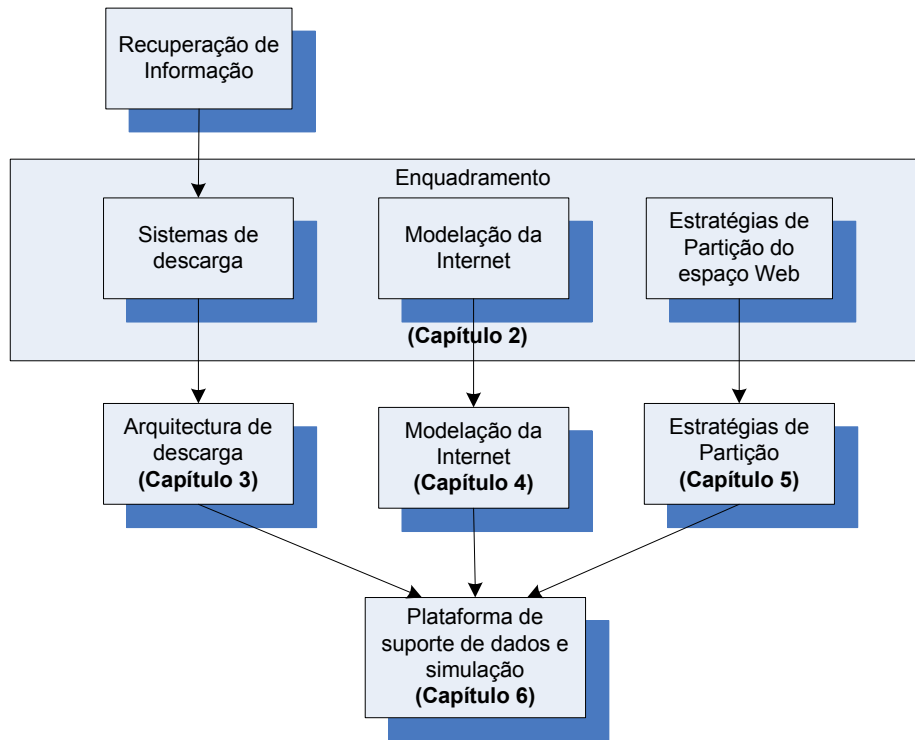 Recuperação de
Informação
Enquadramento
Sistemas de
descarga
Modelação da
Internet
Estratégias de
Partição do
espaço Web
(Capítulo 2)
Arquitectura de
descarga
(Capítulo 3)
Modelação da
Internet
(Capítulo 4)
Estratégias de
Partição
(Capítulo 5)
Plataforma de
suporte de dados e
simulação
(Capítulo 6)